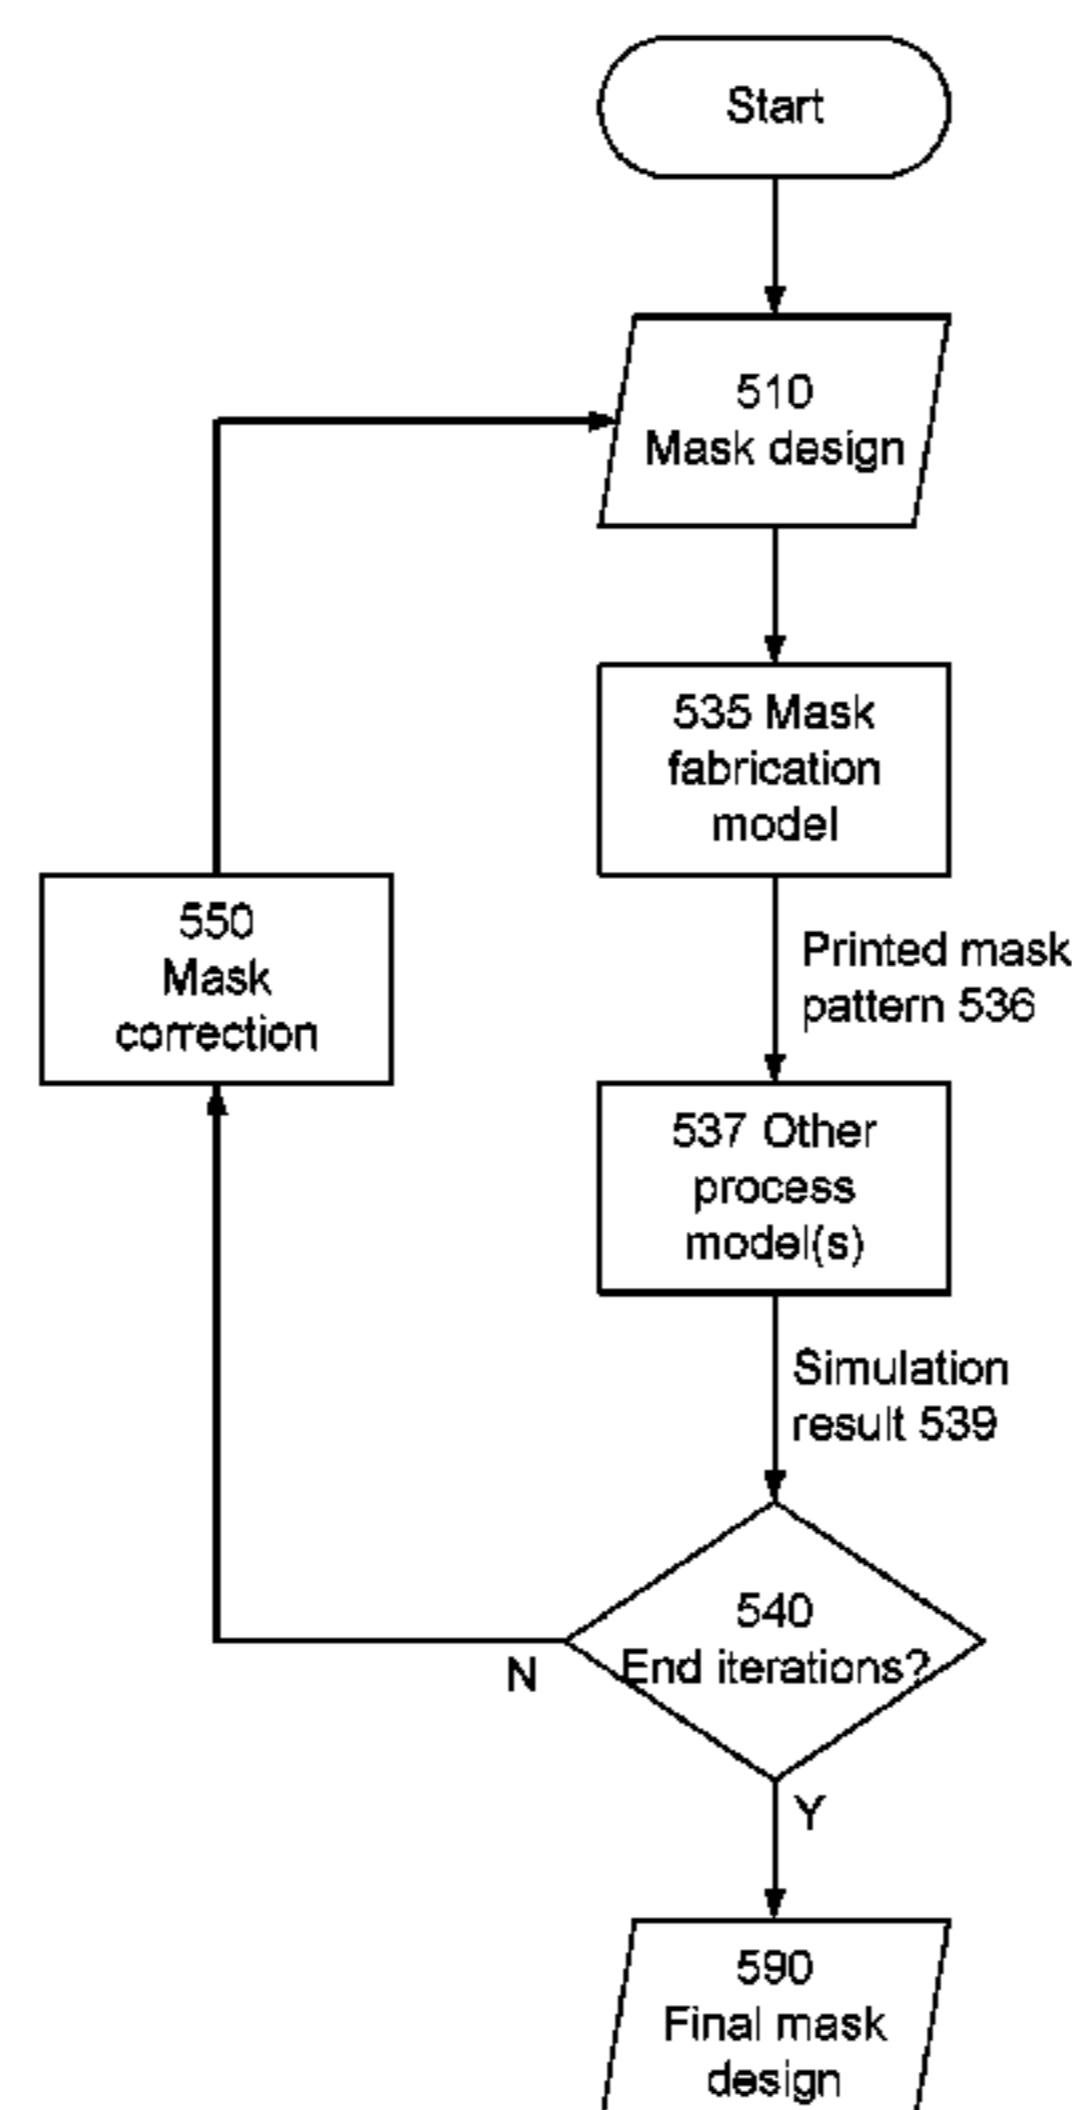 Start
510
Mask design
535 Mask
fabrication
model
550
Mask
correction
Printed mask
pattern 536
537 Other
process
model(s)
Simulation
result 539
540
End iterations?
N
Y
590
Final mask
design